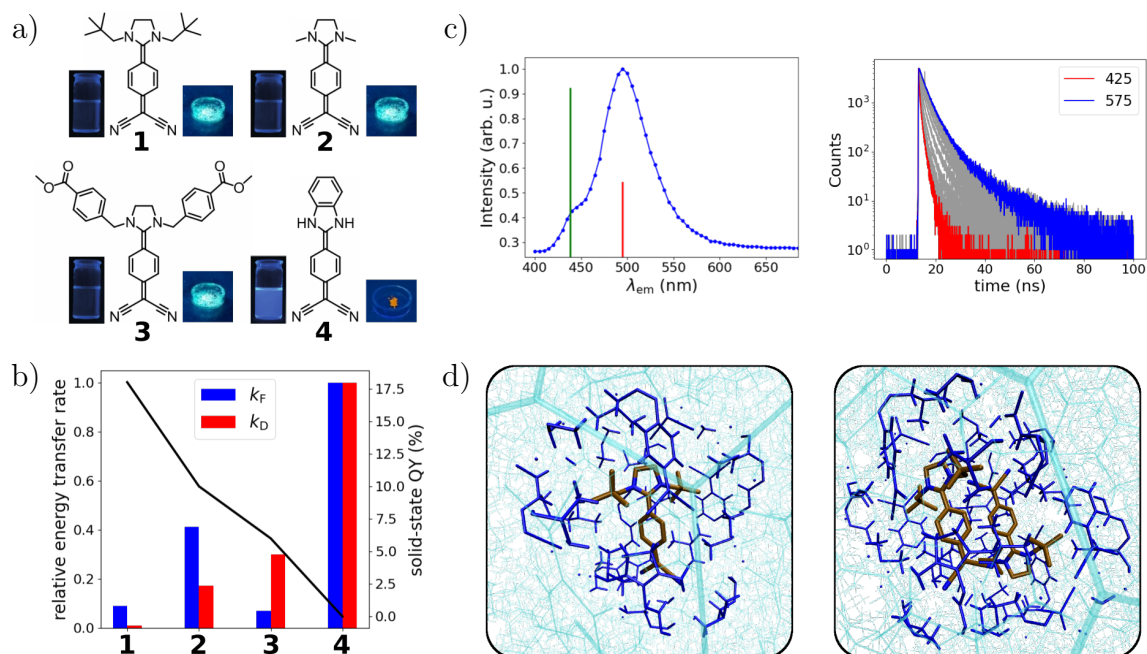 a)
N N
N N
1
N N
N N
2
O
O
N N
O
O
N N
3
NH HN
N N
4
b)
relative energy transfer rate
1.0
0.8
0.6
0.4
0.2
0.0
k_F
k_D
17.5
15.0
12.5
10.0
7.5
5.0
2.5
0.0
solid-state QY (%)
1 2 3 4
c)
Intensity (arb. u.)
1.0
0.9
0.8
0.7
0.6
0.5
0.4
0.3
400 450 500 550 600 650
λ_em (nm)
Counts
10³
10²
10¹
10⁰
425
575
0 20 40 60 80 100
time (ns)
d)